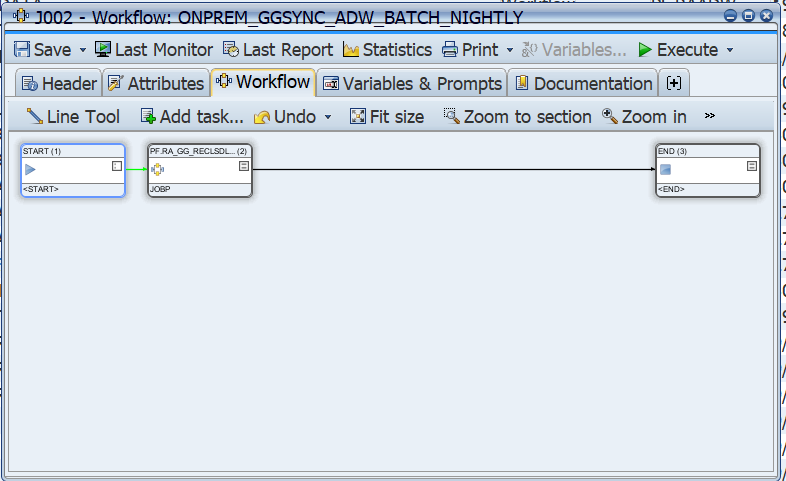 J002 - Workflow: ONPREM_GGSYNC_ADW_BATCH_NIGHTLY
Save Last Monitor Last Report Statistics Print Variables... Execute
Header Attributes Workflow Variables & Prompts Documentation [+]
Line Tool Add task... Undo Fit size Zoom to section Zoom in »
START (1) PF.RA_GG_RECLSDL... (2) END (3)
<START> JOBP <END>